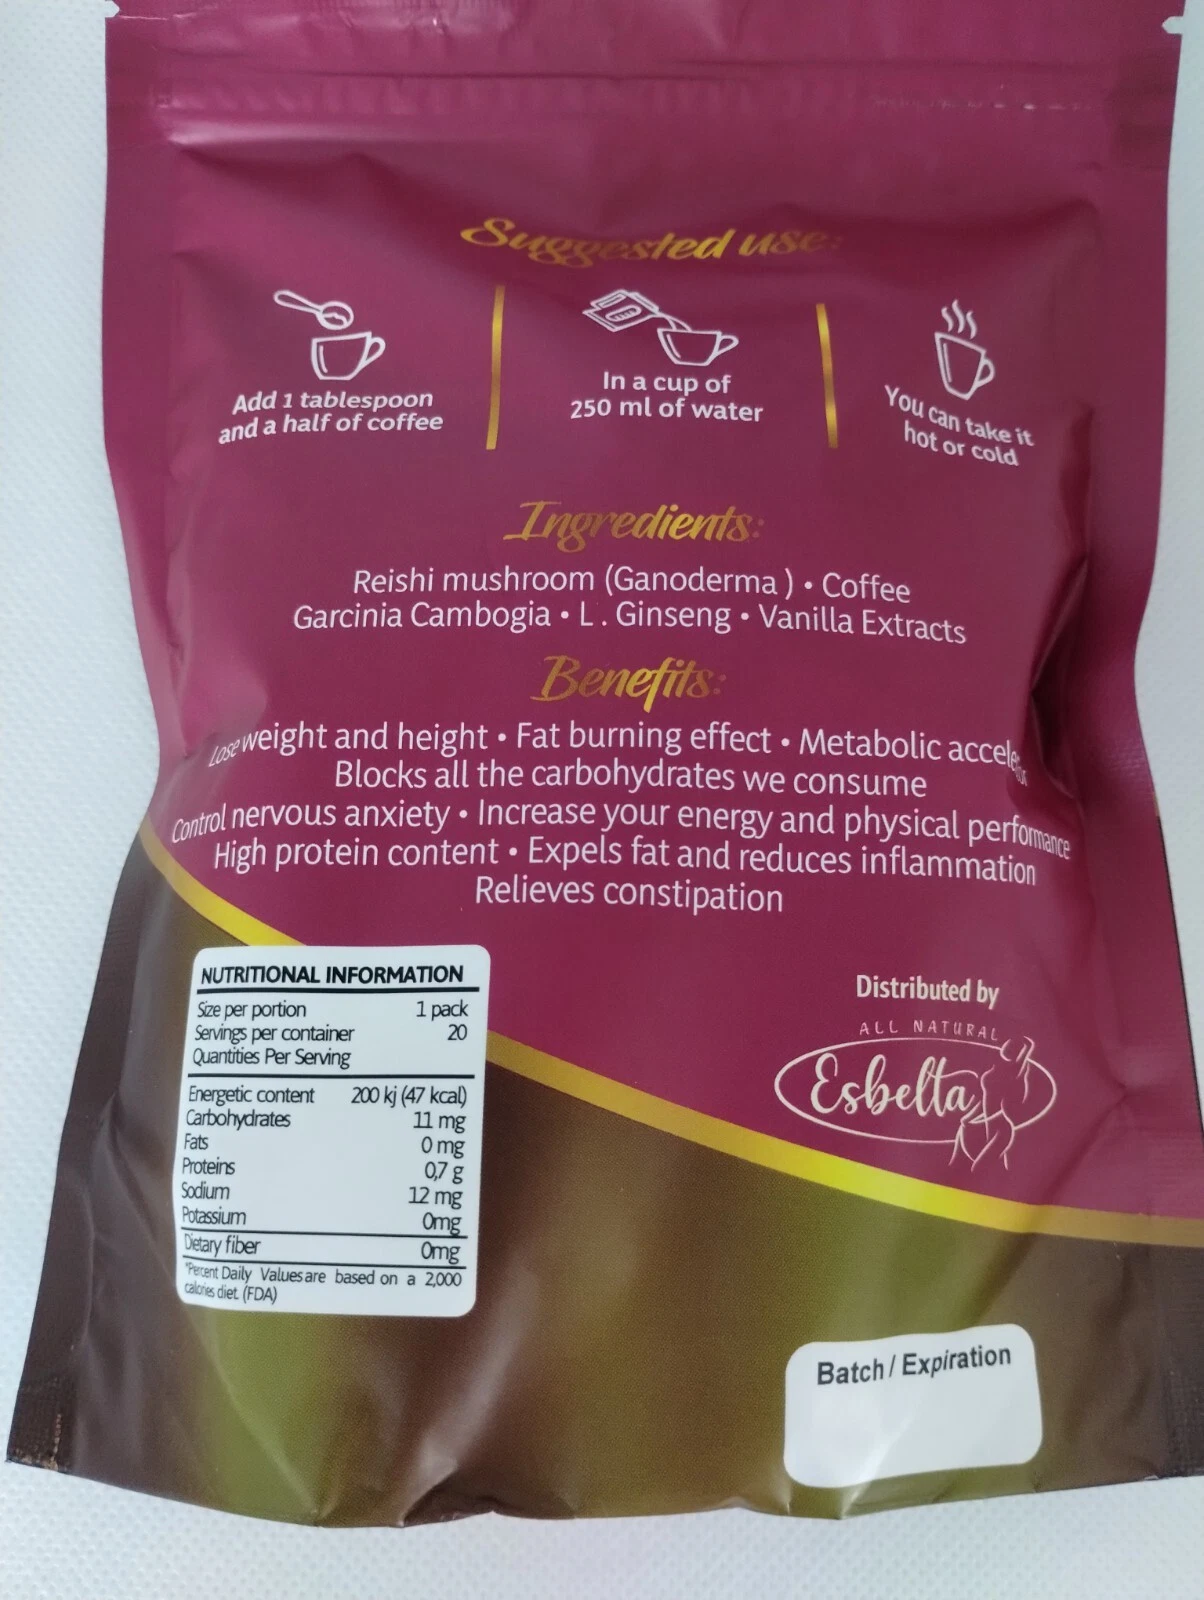 Suggested use:
Add 1 tablespoon
and a half of coffee
In a cup of
250 ml of water
You can take it
hot or cold
Ingredients:
Reishi mushroom (Ganoderma) • Coffee
Garcinia Cambogia • L. Ginseng • Vanilla Extracts
Benefits:
Lose weight and height • Fat burning effect • Metabolic accelerator
Blocks all the carbohydrates we consume
Control nervous anxiety • Increase your energy and physical performance
High protein content • Expels fat and reduces inflammation
Relieves constipation
NUTRITIONAL INFORMATION
Size per portion 1 pack
Servings per container 20
Quantities Per Serving
Energetic content 200 kj (47 kcal)
Carbohydrates 11 mg
Fats 0 mg
Proteins 0,7 g
Sodium 12 mg
Potassium 0mg
Dietary fiber 0mg
*Percent Daily Values are based on a 2,000
calories diet. (FDA)
Distributed by
ALL NATURAL
Esbelta
Batch / Expiration